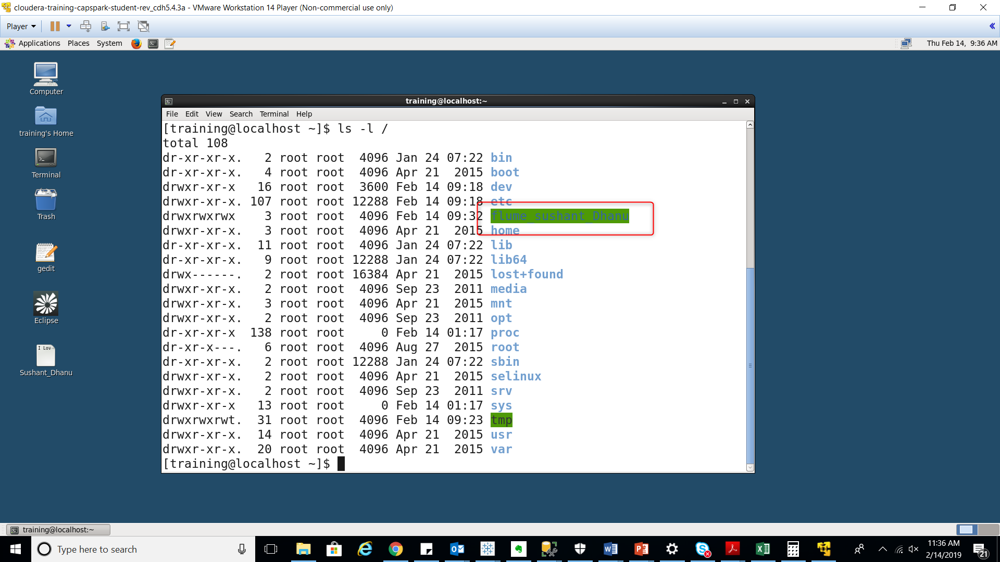 cloudera-training-capspark-student-rev_cdh5.4.3a - VMware Workstation 14 Player (Non-commercial use only)
Player
Applications Places System
Thu Feb 14, 9:36 AM
Computer
training's Home
Terminal
Trash
gedit
Eclipse
I Lov
Sushant_Dhanu
training@localhost:~
File Edit View Search Terminal Help
[training@localhost ~]$ ls -l /
total 108
dr-xr-xr-x. 2 root root 4096 Jan 24 07:22 bin
dr-xr-xr-x. 4 root root 4096 Apr 21 2015 boot
drwxr-xr-x 16 root root 3600 Feb 14 09:18 dev
drwxr-xr-x. 107 root root 12288 Feb 14 09:18 etc
drwxrwxrwx 3 root root 4096 Feb 14 09:32 flume_sushant_Dhanu
drwxr-xr-x. 3 root root 4096 Apr 21 2015 home
dr-xr-xr-x. 11 root root 4096 Jan 24 07:22 lib
dr-xr-xr-x. 9 root root 12288 Jan 24 07:22 lib64
drwx------. 2 root root 16384 Apr 21 2015 lost+found
drwxr-xr-x. 2 root root 4096 Sep 23 2011 media
drwxr-xr-x. 3 root root 4096 Apr 21 2015 mnt
drwxr-xr-x. 2 root root 4096 Sep 23 2011 opt
dr-xr-xr-x 138 root root 0 Feb 14 01:17 proc
dr-xr-x---. 6 root root 4096 Aug 27 2015 root
dr-xr-xr-x. 2 root root 12288 Jan 24 07:22 sbin
drwxr-xr-x. 2 root root 4096 Apr 21 2015 selinux
drwxr-xr-x. 2 root root 4096 Sep 23 2011 srv
drwxr-xr-x 13 root root 0 Feb 14 01:17 sys
drwxrwxrwt. 31 root root 4096 Feb 14 09:23 tmp
drwxr-xr-x. 14 root root 4096 Apr 21 2015 usr
drwxr-xr-x. 20 root root 4096 Apr 21 2015 var
[training@localhost ~]$
training@localhost:~
Type here to search
11:36 AM
2/14/2019
21